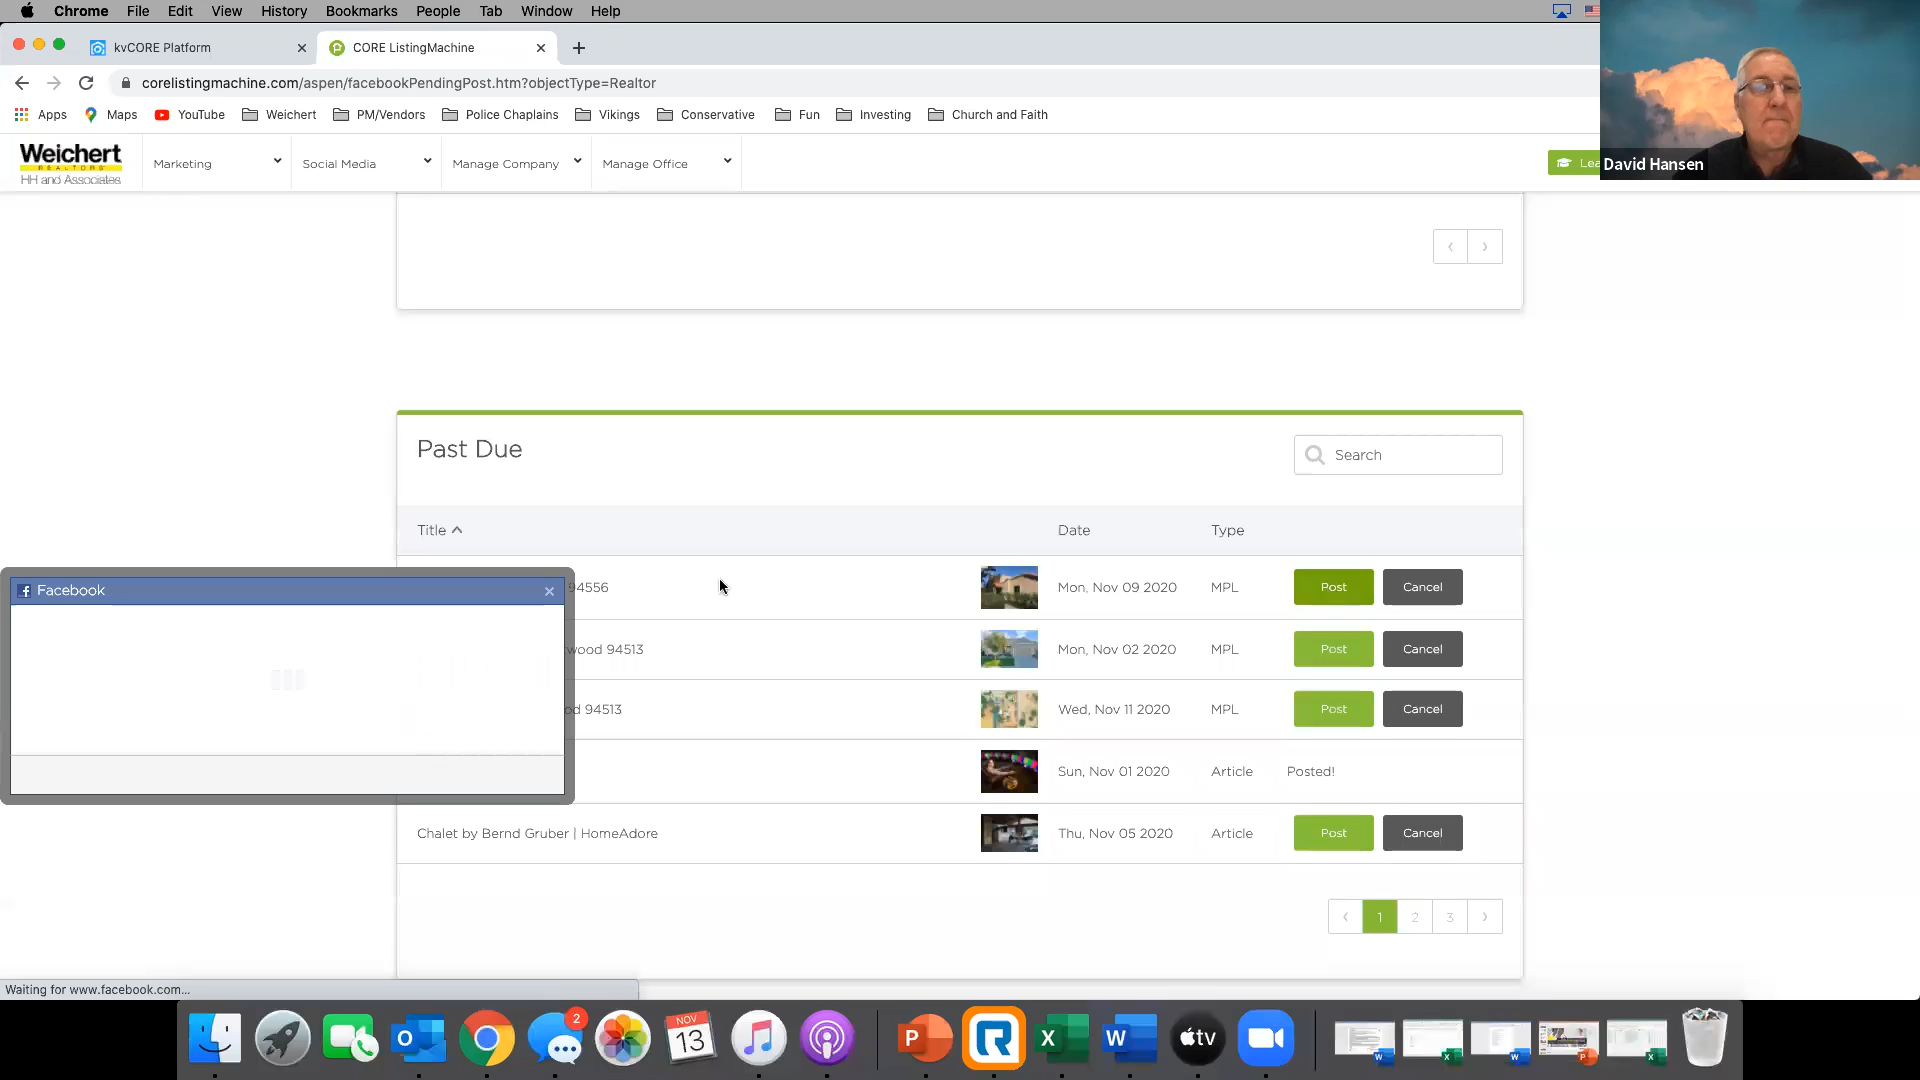 Chrome File Edit View History Bookmarks People Tab Window Help
kvCORE Platform
CORE ListingMachine
corelistingmachine.com/aspen/facebookPendingPost.htm?objectType=Realtor
Apps Maps YouTube Weichert PM/Vendors Police Chaplains Vikings Conservative Fun Investing Church and Faith
Weichert
REALTORS
HH and Associates
Marketing Social Media Manage Company Manage Office
Lea
David Hansen
Past Due
Search
Title Date Type
94556 Mon, Nov 09 2020 MPL Post Cancel
Facebook
wood 94513 Mon, Nov 02 2020 MPL Post Cancel
od 94513 Wed, Nov 11 2020 MPL Post Cancel
Sun, Nov 01 2020 Article Posted!
Chalet by Bernd Gruber | HomeAdore Thu, Nov 05 2020 Article Post Cancel
1 2 3
Waiting for www.facebook.com...
2
NOV
13
tv